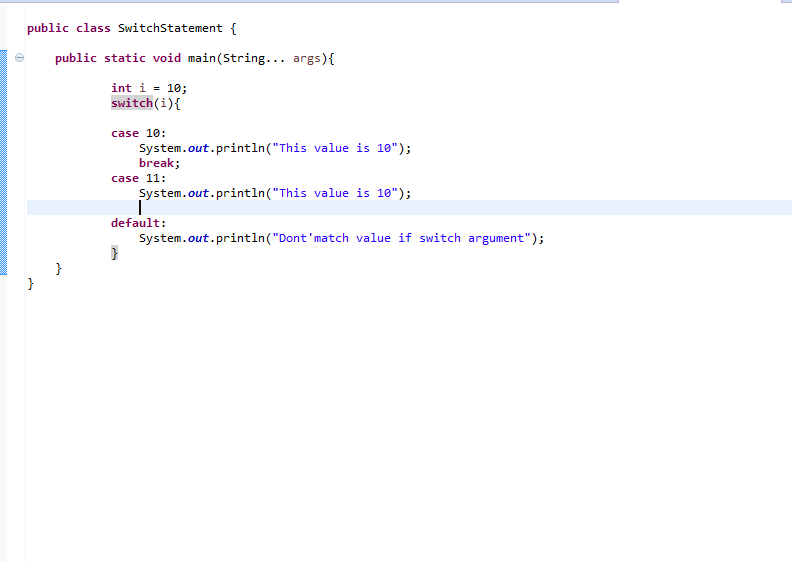 public class SwitchStatement {
public static void main(String... args){
int i = 10;
switch(i){
case 10:
System.out.println("This value is 10");
break;
case 11:
System.out.println("This value is 10");
default:
System.out.println("Dont'match value if switch argument");
}
}
}